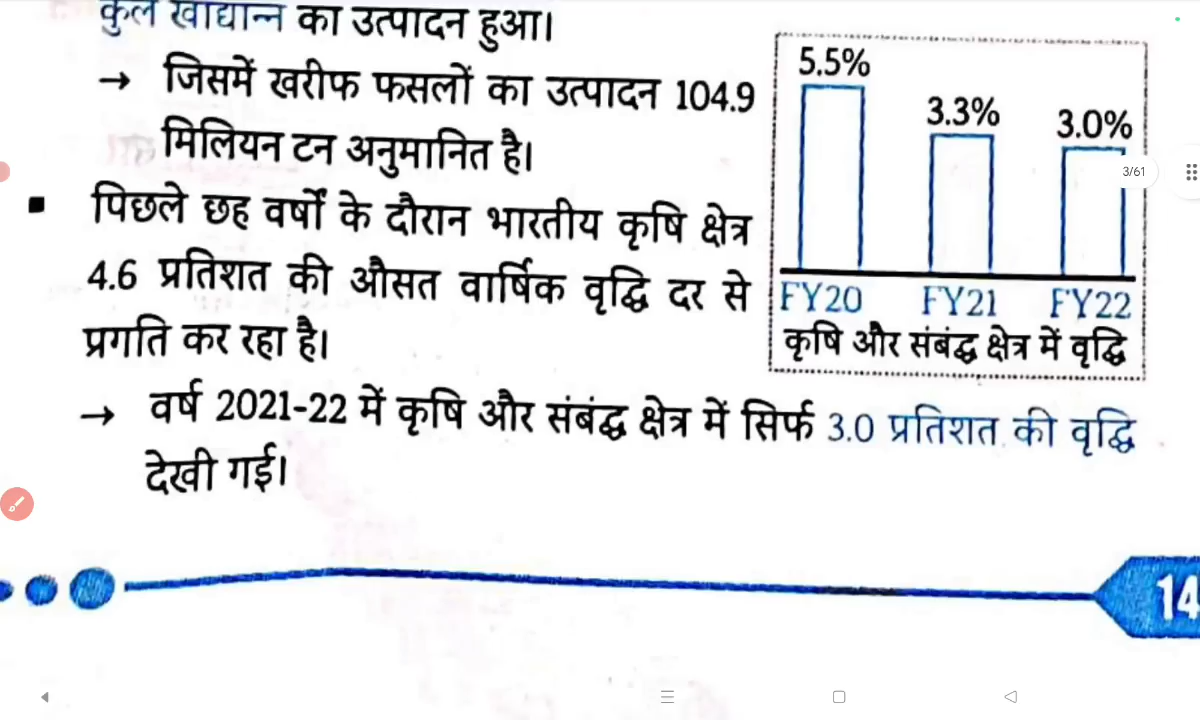 कुल खाद्यान्न का उत्पादन हुआ।
→ जिसमें खरीफ फसलों का उत्पादन 104.9
मिलियन टन अनुमानित है।
▪ पिछले छह वर्षों के दौरान भारतीय कृषि क्षेत्र
4.6 प्रतिशत की औसत वार्षिक वृद्धि दर से
प्रगति कर रहा है।
→ वर्ष 2021-22 में कृषि और संबंद्ध क्षेत्र में सिर्फ 3.0 प्रतिशत की वृद्धि
देखी गई।
5.5%
3.3%
3.0%
3/61
FY20 FY21 FY22
कृषि और संबंद्ध क्षेत्र में वृद्धि
14